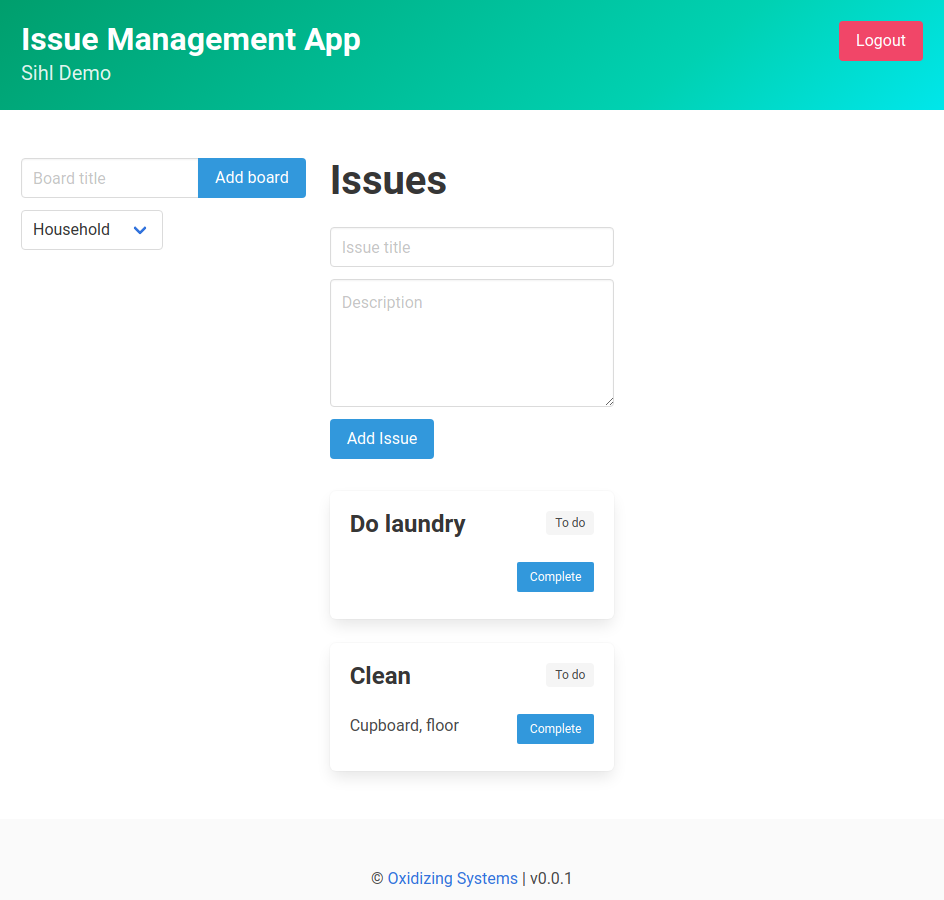 Issue Management App
Sihl Demo
Logout
Board title
Add board
Household
Issues
Issue title
Description
Add Issue
Do laundry
To do
Complete
Clean
To do
Cupboard, floor
Complete
© Oxidizing Systems | v0.0.1